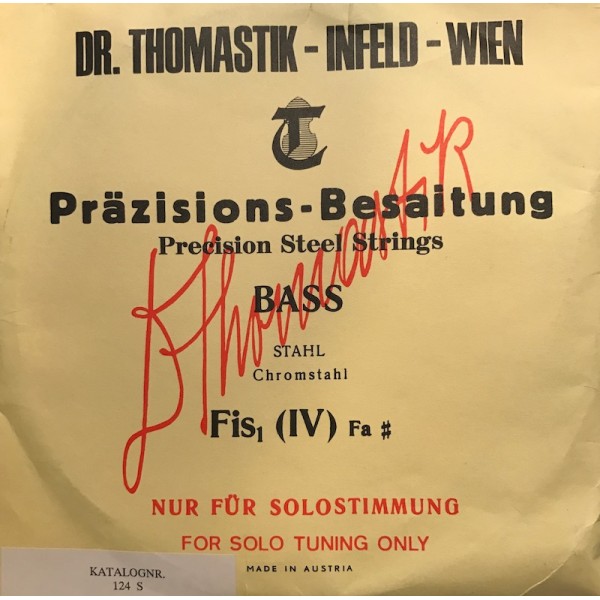 DR. THOMASTIK - INFELD - WIEN
Präzisions-Besaitung
Precision Steel Strings
BASS
STAHL
Chromstahl
Fis₁ (IV) Fa ♯
NUR FÜR SOLOSTIMMUNG
FOR SOLO TUNING ONLY
MADE IN AUSTRIA
KATALOGNR.
124 S